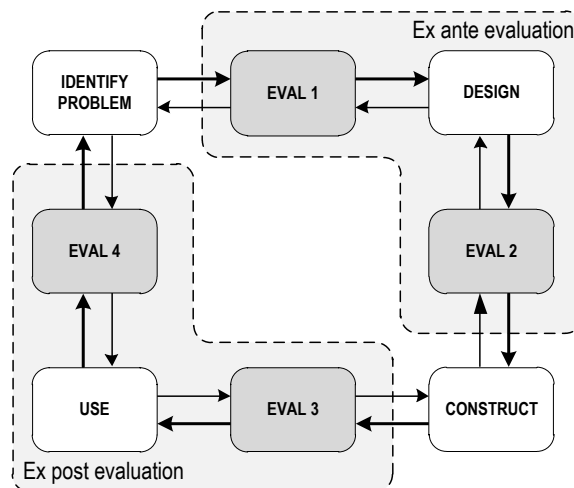 Ex ante evaluation
IDENTIFY
PROBLEM
EVAL 1
DESIGN
EVAL 4
EVAL 2
USE
EVAL 3
CONSTRUCT
Ex post evaluation